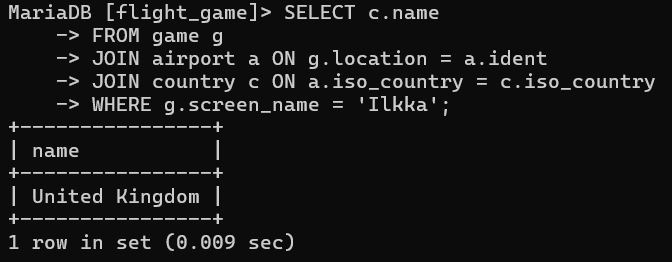 MariaDB [flight_game]> SELECT c.name
    -> FROM game g
    -> JOIN airport a ON g.location = a.ident
    -> JOIN country c ON a.iso_country = c.iso_country
    -> WHERE g.screen_name = 'Ilkka';
+----------------+
| name           |
+----------------+
| United Kingdom |
+----------------+
1 row in set (0.009 sec)